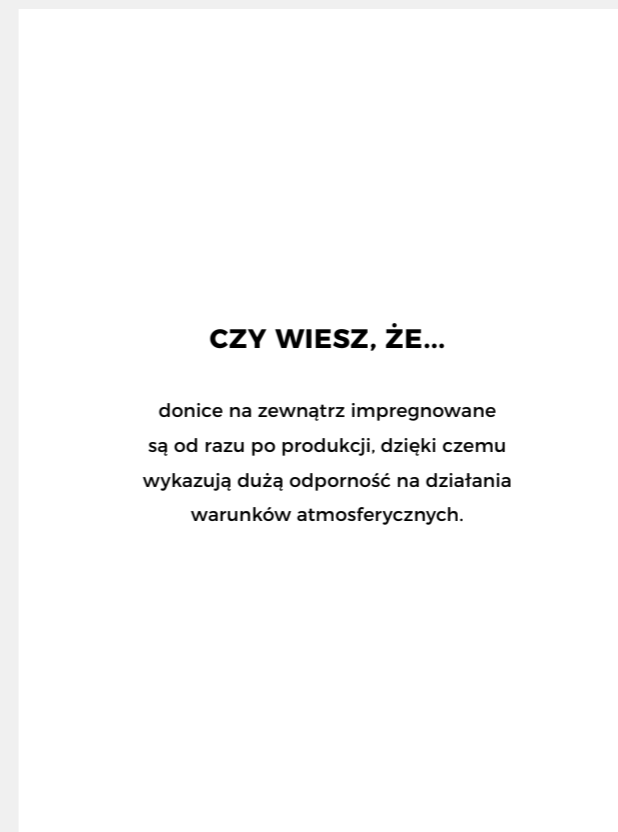 CZY WIESZ, ŻE...
donice na zewnątrz impregnowane
są od razu po produkcji, dzięki czemu
wykazują dużą odporność na działania
warunków atmosferycznych.